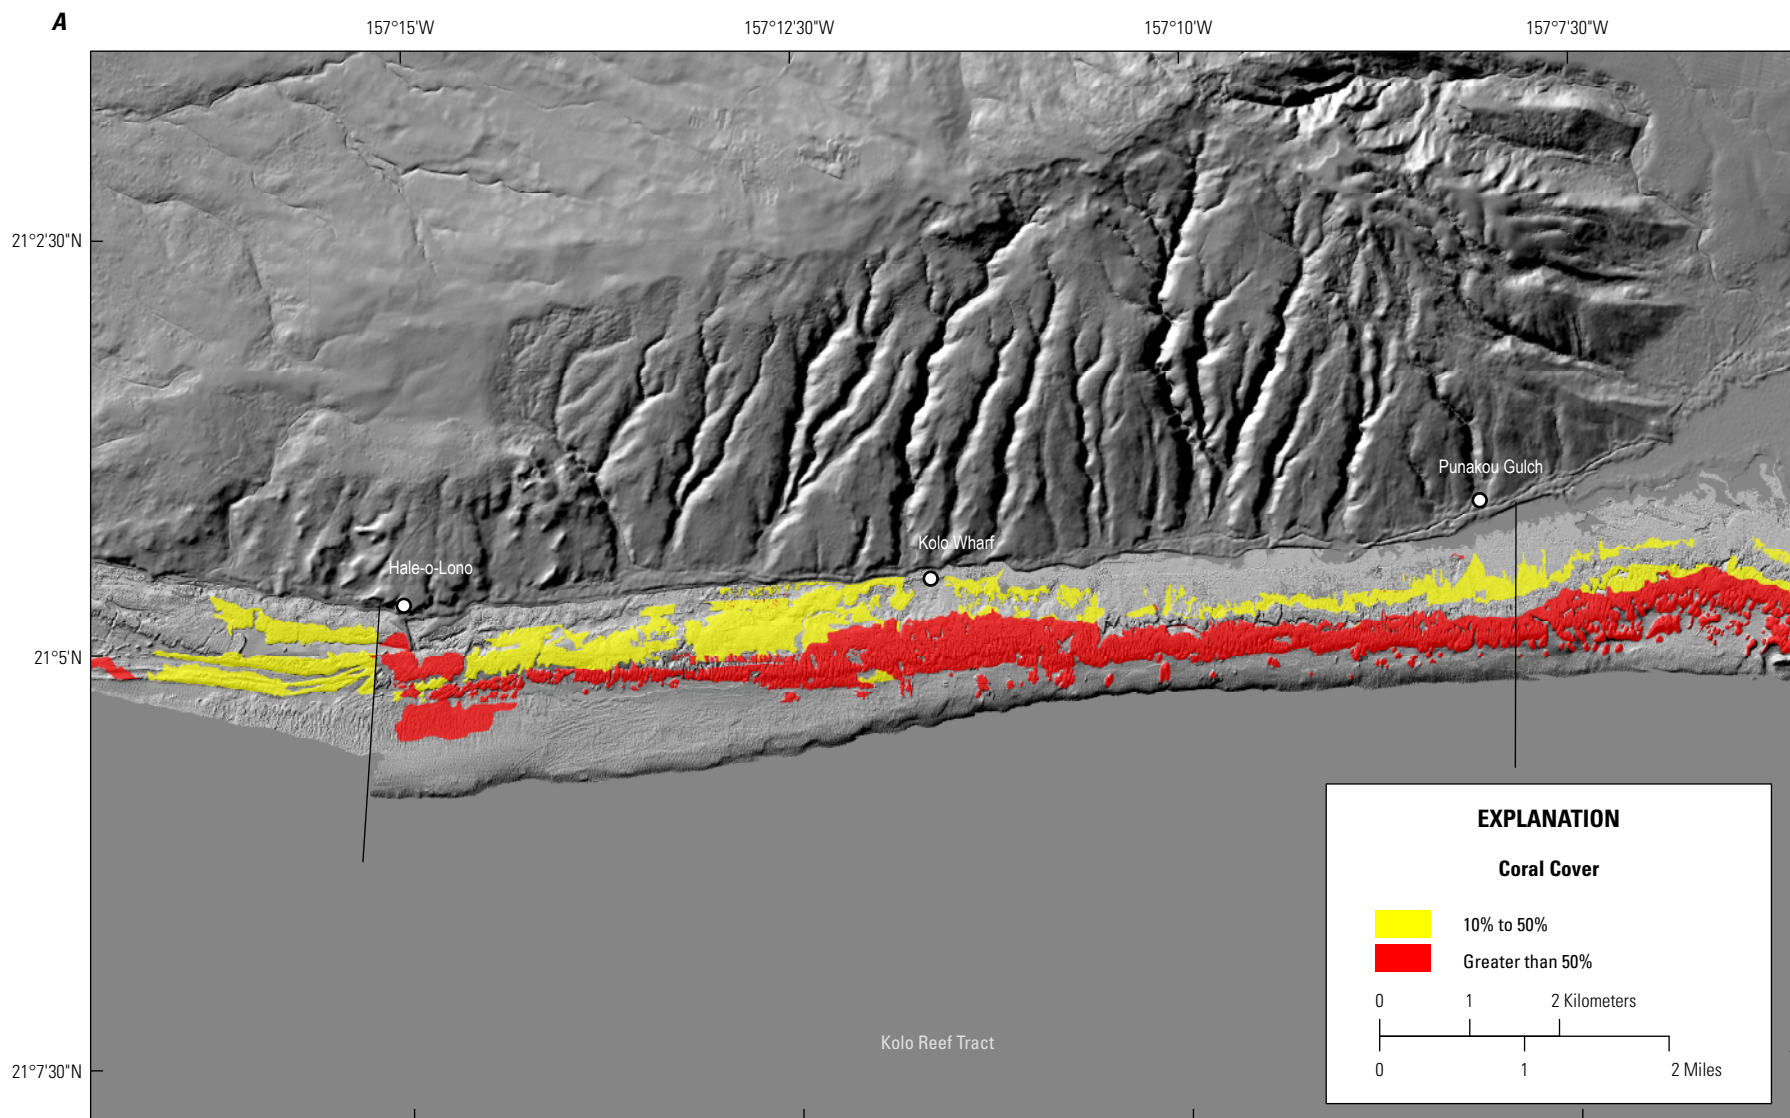 A
157°15'W
157°12'30"W
157°10'W
157°7'30"W
21°2'30"N
Punakou Gulch
Kolo Wharf
Hale-o-Lono
21°5'N
EXPLANATION
Coral Cover
10% to 50%
Greater than 50%
0 1 2 Kilometers
0 1 2 Miles
Kolo Reef Tract
21°7'30"N